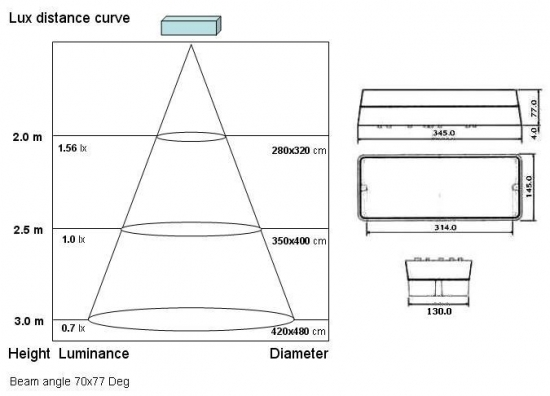 Lux distance curve
2.0 m
1.56 lx
280x320 cm
2.5 m
1.0 lx
350x400 cm
3.0 m
0.7 lx
420x480 cm
Height Luminance Diameter
Beam angle 70x77 Deg
77.0
4.0
345.0
145.0
314.0
130.0